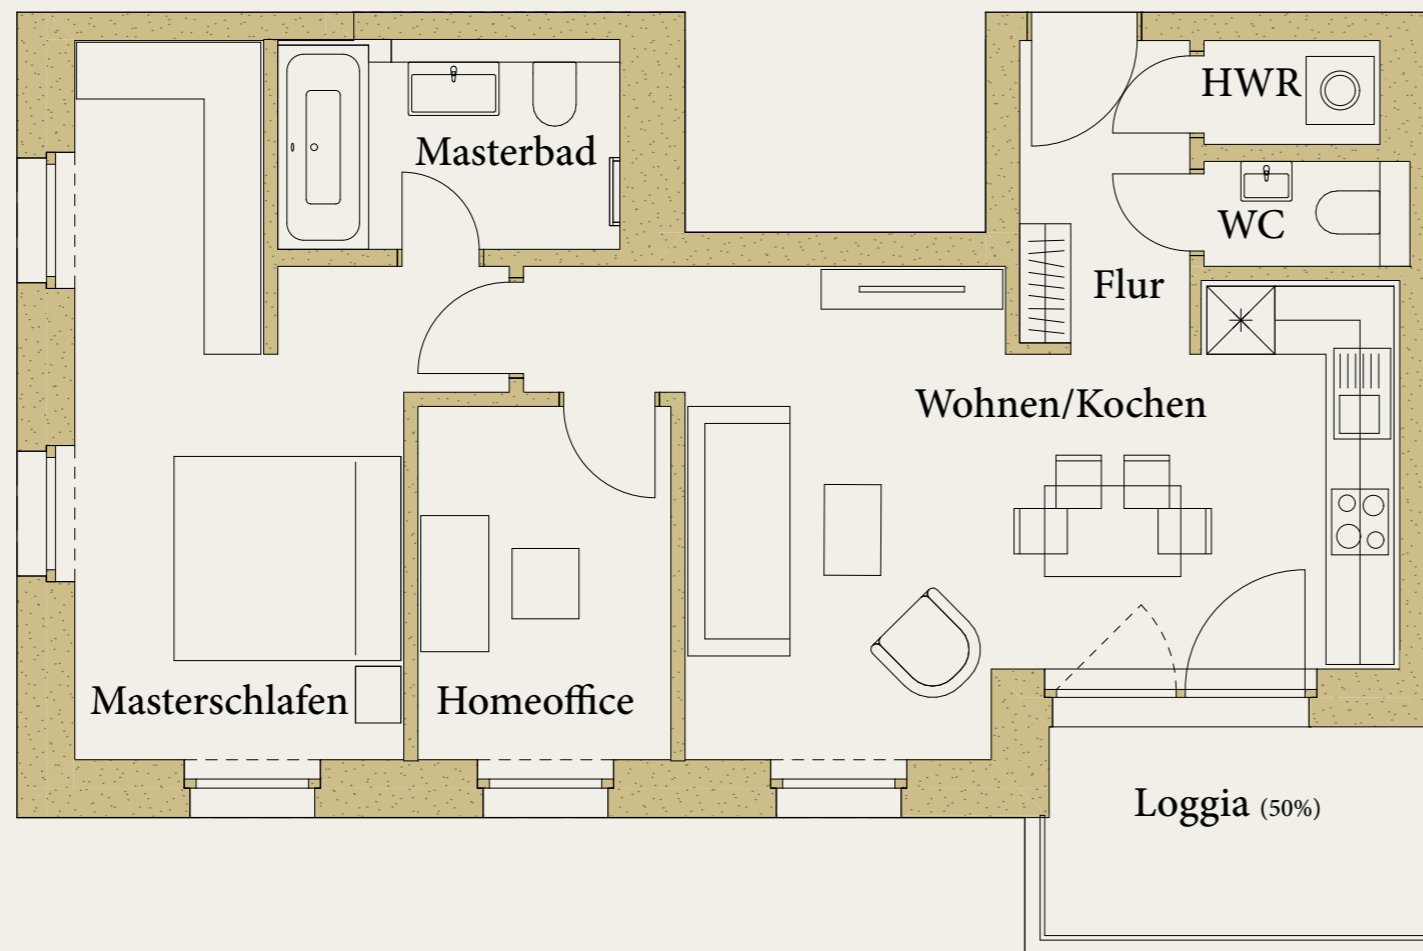 HWR
Masterbad
WC
Flur
Wohnen/Kochen
Masterschlafen
Homeoffice
Loggia (50%)